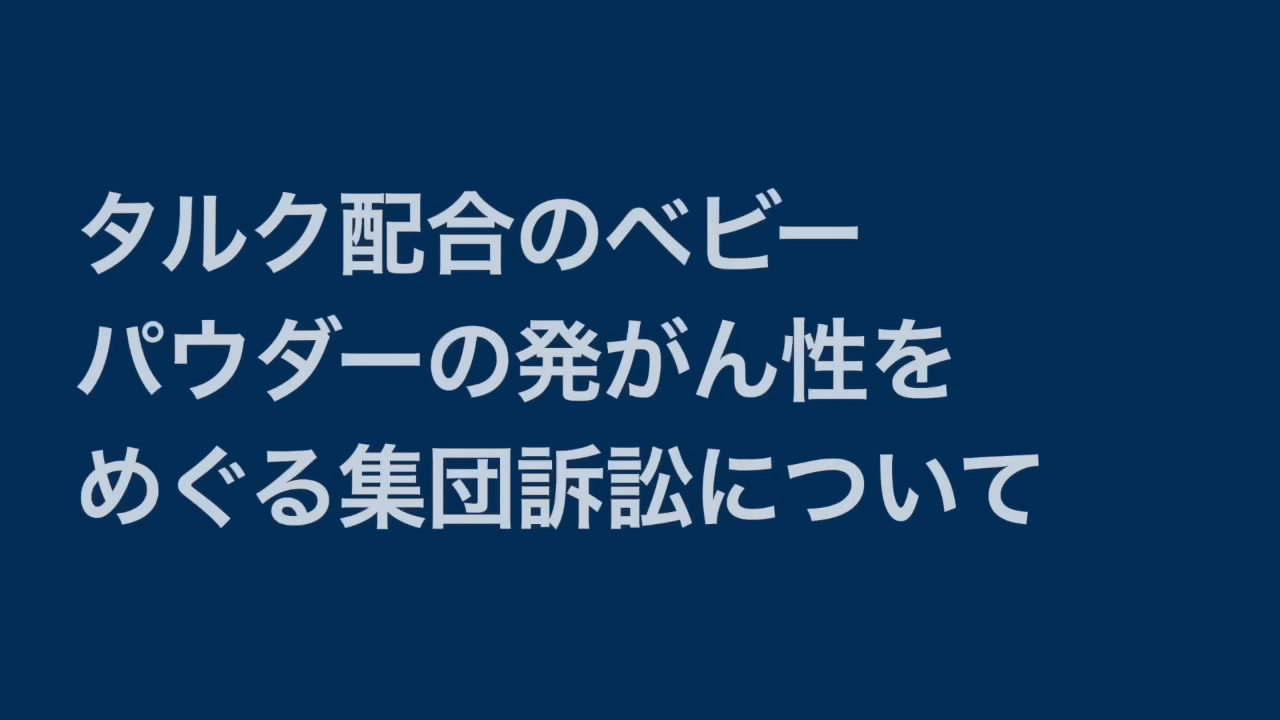 タルク配合のベビー
パウダーの発がん性を
めぐる集団訴訟について